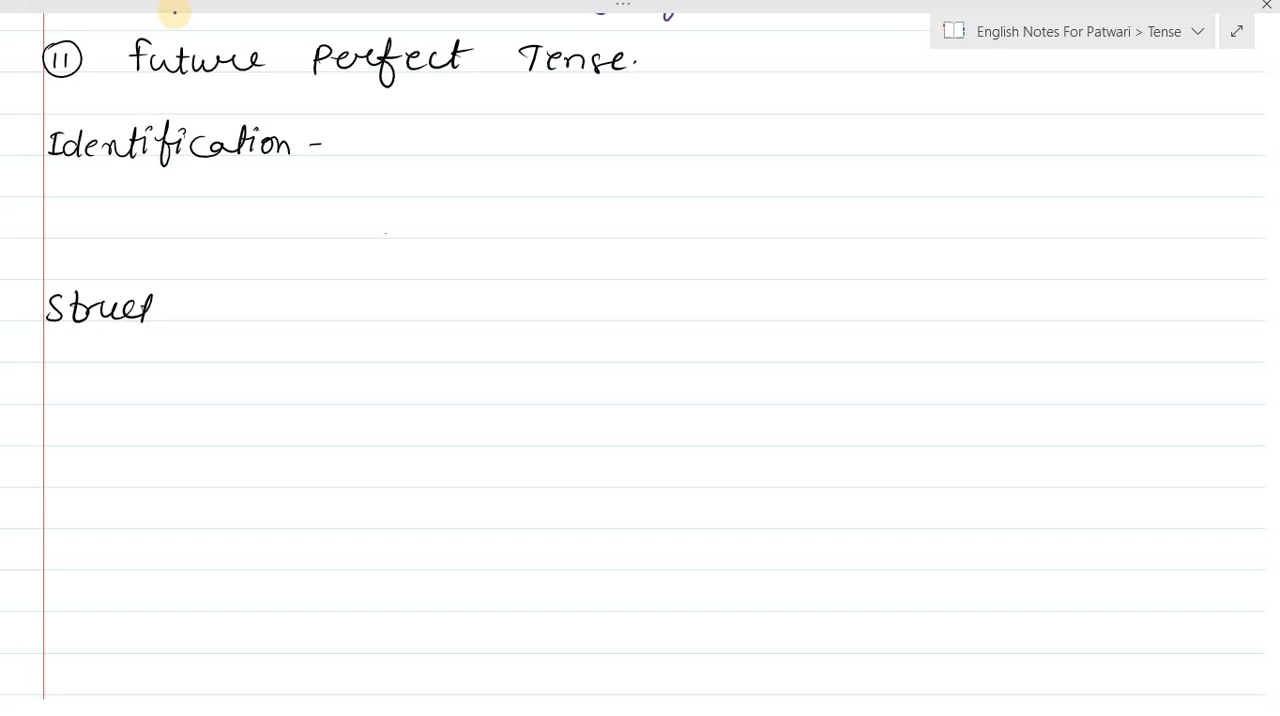 English Notes For Patwari > Tense
11 Future Perfect Tense.
Identification -
Struct